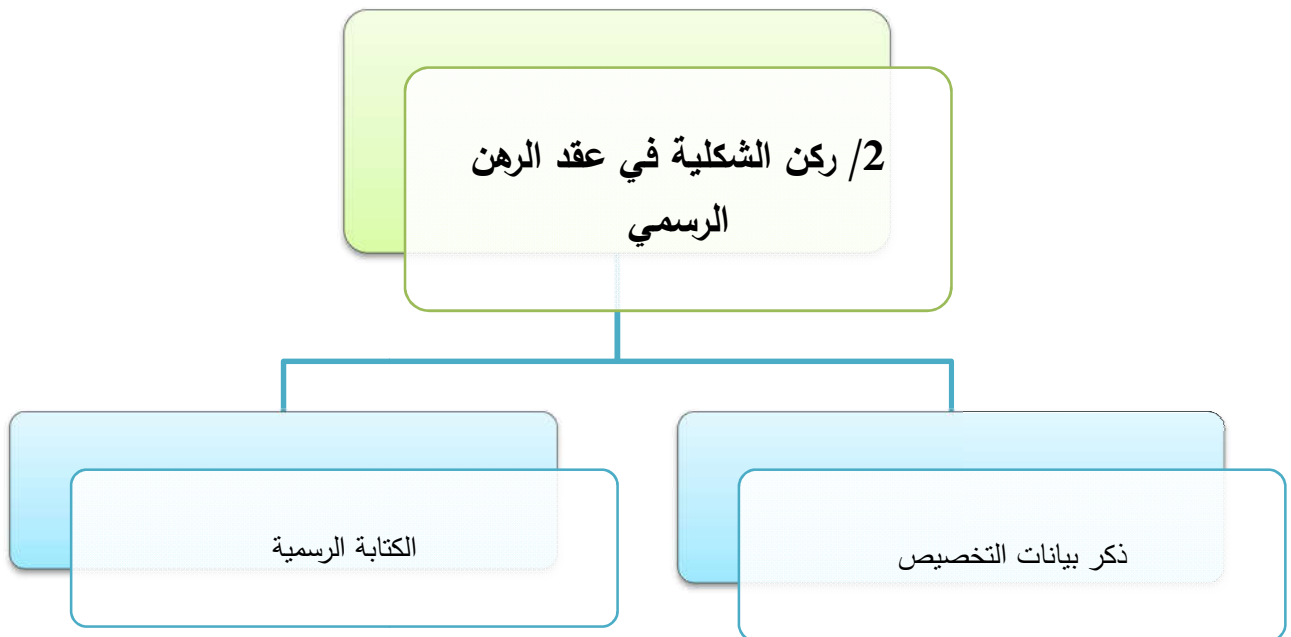 2/ ركن الشكلية في عقد الرهن
الرسمي
ذكر بيانات التخصيص
الكتابة الرسمية